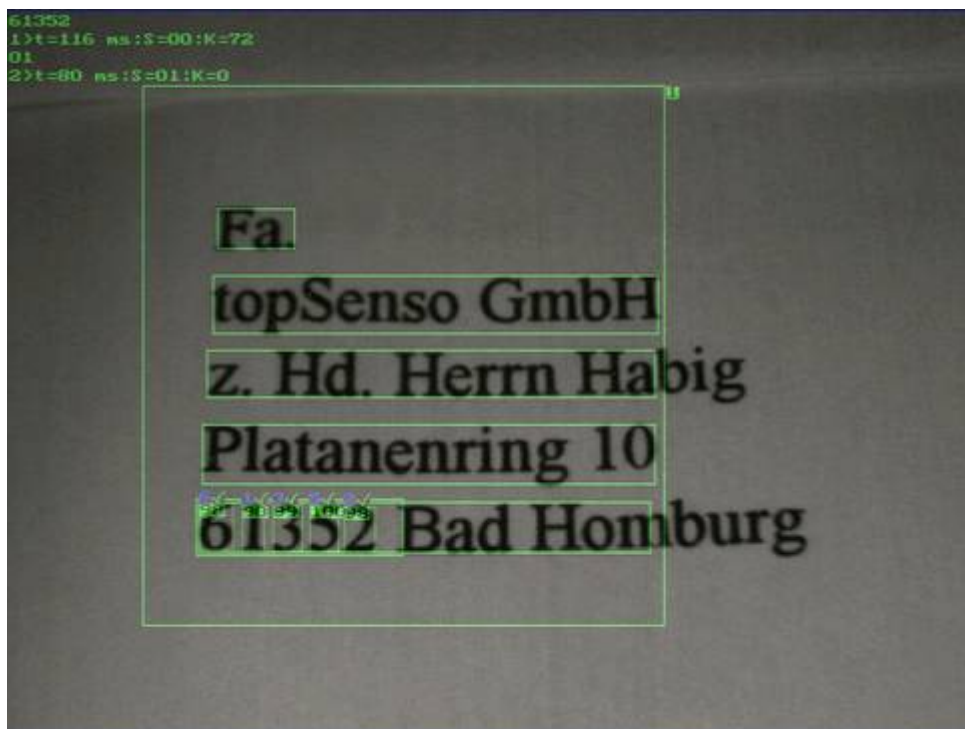 61352
1>t=116 ms:S=00:K=72
01
2>t=80 ms:S=01:K=0
Fa.
topSenso GmbH
z. Hd. Herrn Habig
Platanenring 10
61352 Bad Homburg